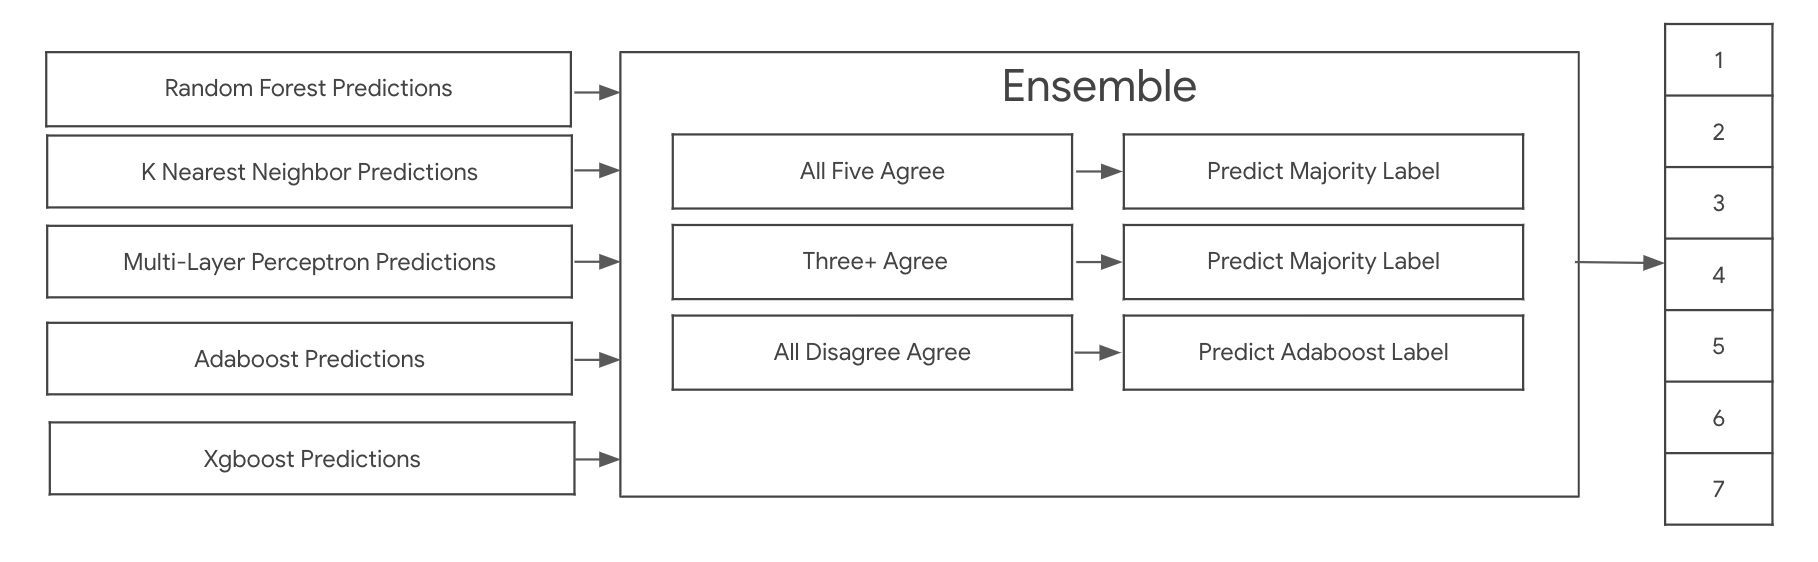 Random Forest Predictions
K Nearest Neighbor Predictions
Multi-Layer Perceptron Predictions
Adaboost Predictions
Xgboost Predictions
Ensemble
All Five Agree
Predict Majority Label
Three+ Agree
Predict Majority Label
All Disagree Agree
Predict Adaboost Label
1
2
3
4
5
6
7